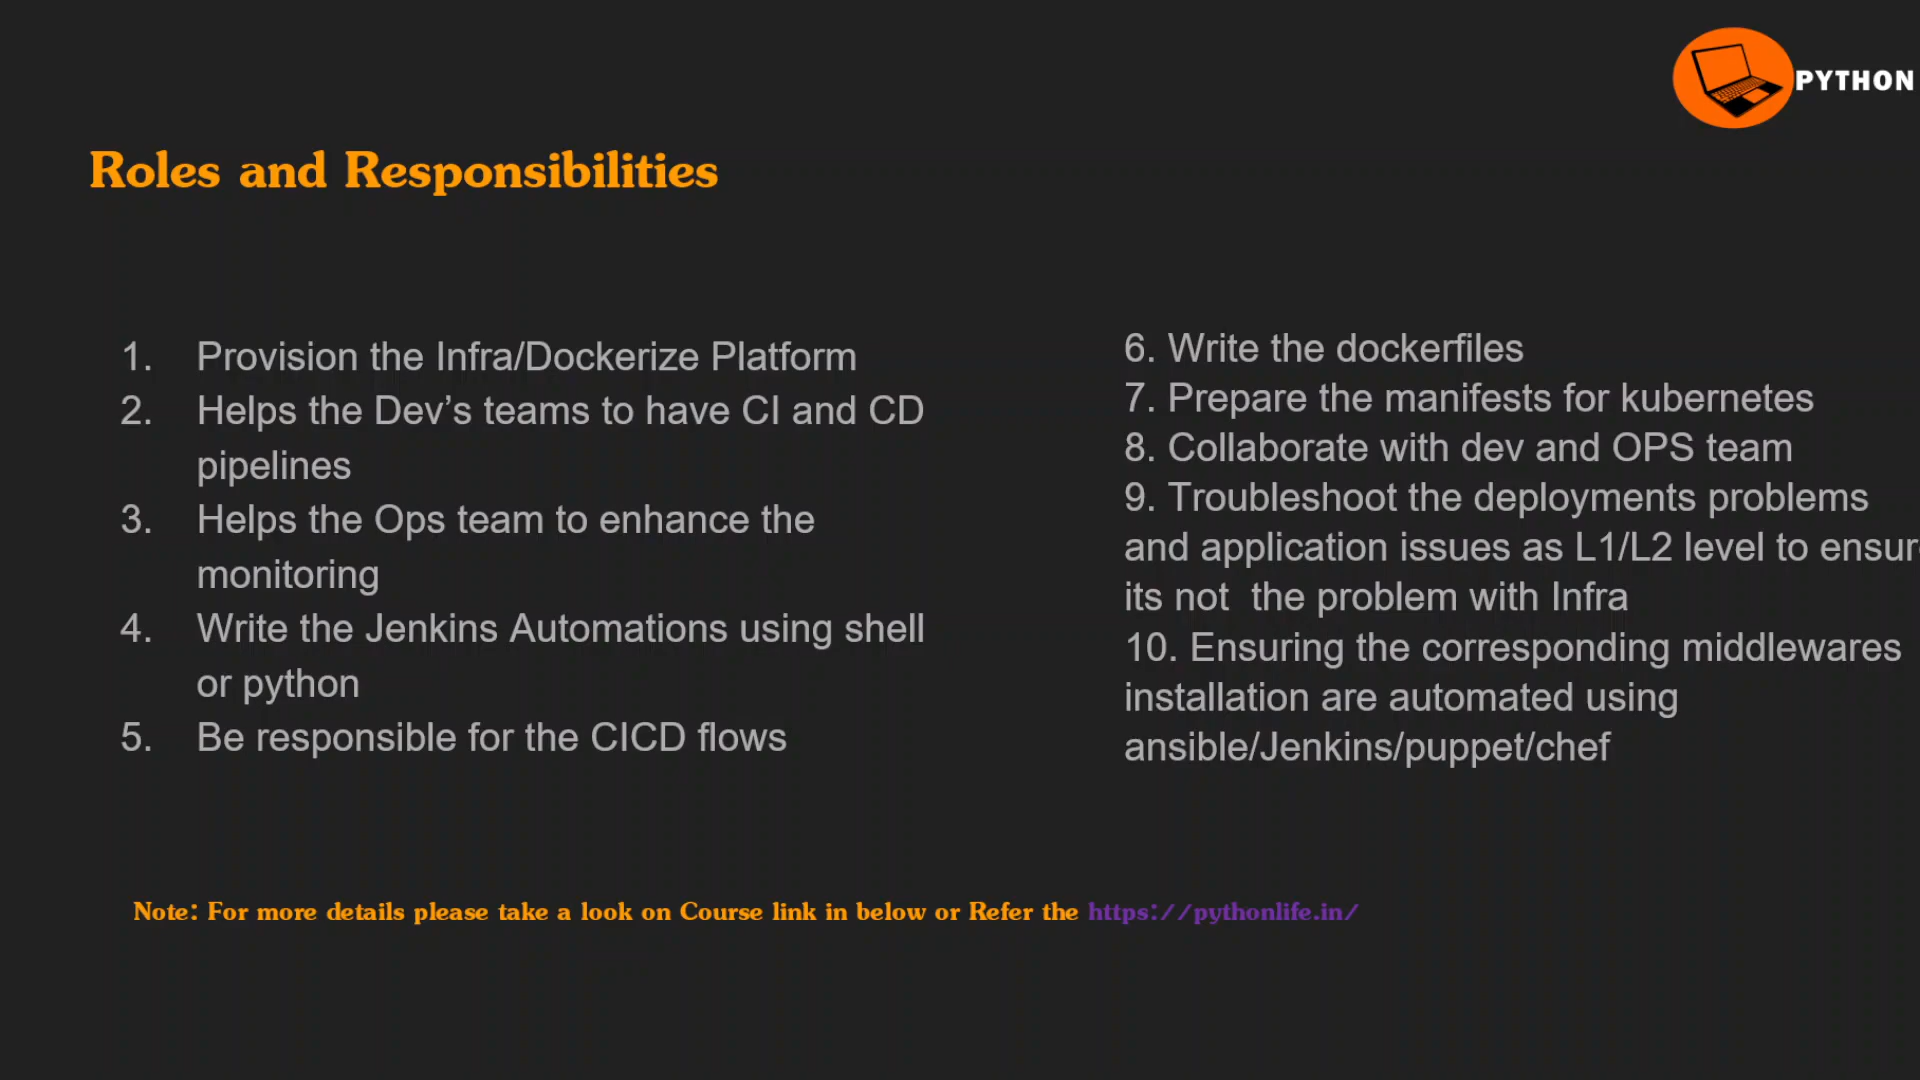 PYTHON
Roles and Responsibilities
1. Provision the Infra/Dockerize Platform
2. Helps the Dev’s teams to have CI and CD
pipelines
3. Helps the Ops team to enhance the
monitoring
4. Write the Jenkins Automations using shell
or python
5. Be responsible for the CICD flows
6. Write the dockerfiles
7. Prepare the manifests for kubernetes
8. Collaborate with dev and OPS team
9. Troubleshoot the deployments problems
and application issues as L1/L2 level to ensure
its not  the problem with Infra
10. Ensuring the corresponding middlewares
installation are automated using
ansible/Jenkins/puppet/chef
Note: For more details please take a look on Course link in below or Refer the https://pythonlife.in/